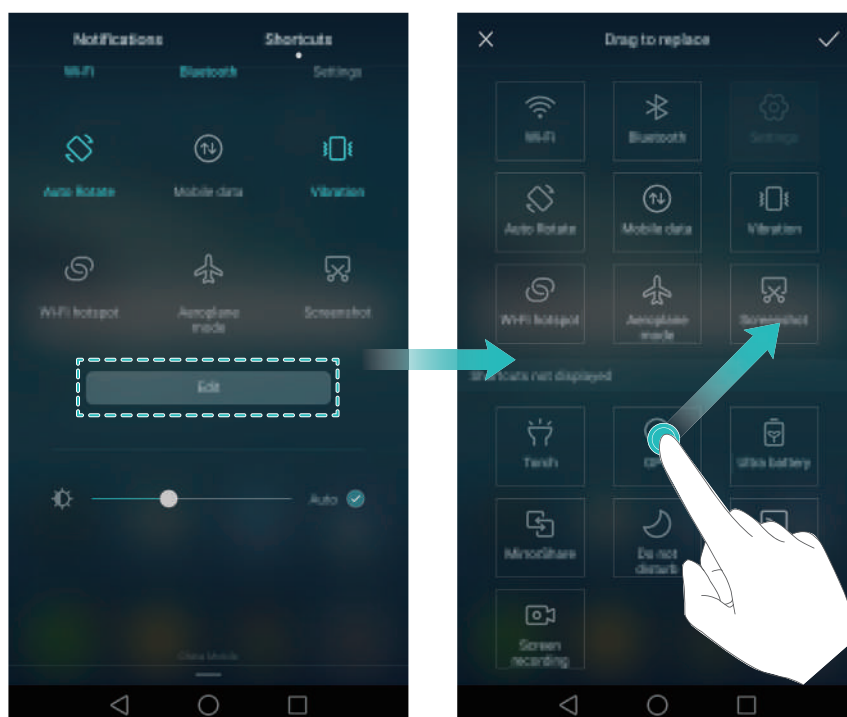 Notifications
Shortcuts
Wi-Fi
Bluetooth
Settings
Auto Rotate
Mobile data
Vibration
Wi-Fi hotspot
Aeroplane
mode
Screenshot
Edit
Auto
China Mobile
Drag to replace
Wi-Fi
Bluetooth
Settings
Auto Rotate
Mobile data
Vibration
Wi-Fi hotspot
Aeroplane
mode
Screenshot
Shortcuts not displayed
Torch
Ultra battery
MirrorShare
Do not
disturb
Screen
recording